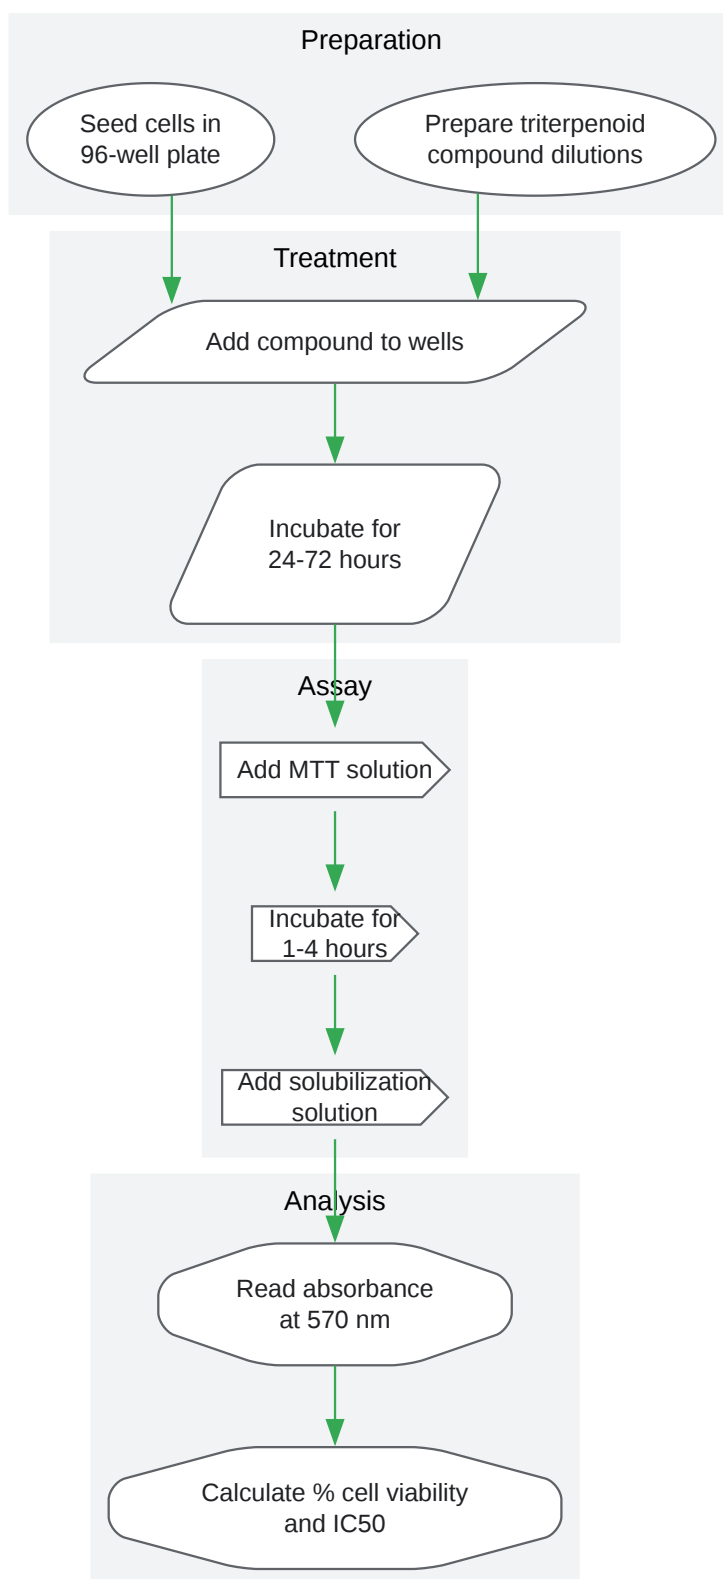 Preparation
Seed cells in
96-well plate
Prepare triterpenoid
compound dilutions
Treatment
Add compound to wells
Incubate for
24-72 hours
Assay
Add MTT solution
Incubate for
1-4 hours
Add solubilization
solution
Analysis
Read absorbance
at 570 nm
Calculate % cell viability
and IC50